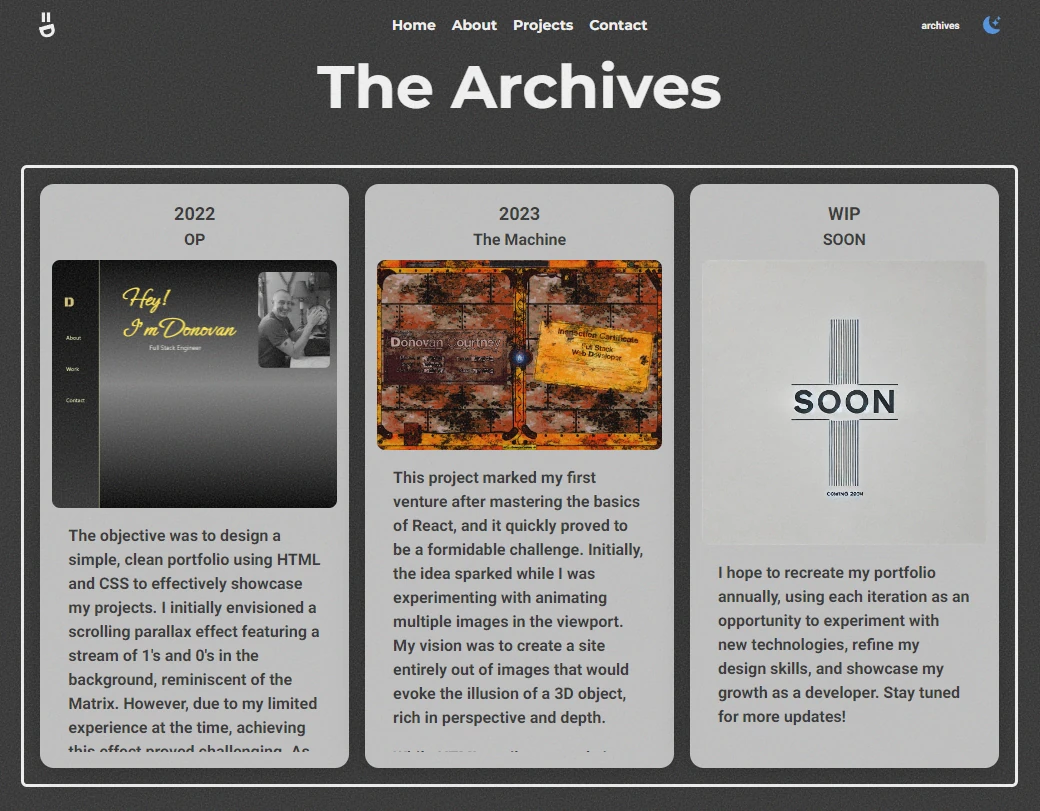 Home About Projects Contact
archives
The Archives
2022
OP
D
Hey!
I'm Donovan
Full Stack Engineer
About
Work
Contact
The objective was to design a
simple, clean portfolio using HTML
and CSS to effectively showcase
my projects. I initially envisioned a
scrolling parallax effect featuring a
stream of 1's and 0's in the
background, reminiscent of the
Matrix. However, due to my limited
experience at the time, achieving
this effect proved challenging. As
2023
The Machine
Donovan Courtney
Inspection Certificate
Full Stack
Web Developer
This project marked my first
venture after mastering the basics
of React, and it quickly proved to
be a formidable challenge. Initially,
the idea sparked while I was
experimenting with animating
multiple images in the viewport.
My vision was to create a site
entirely out of images that would
evoke the illusion of a 3D object,
rich in perspective and depth.
WIP
SOON
SOON
I hope to recreate my portfolio
annually, using each iteration as an
opportunity to experiment with
new technologies, refine my
design skills, and showcase my
growth as a developer. Stay tuned
for more updates!